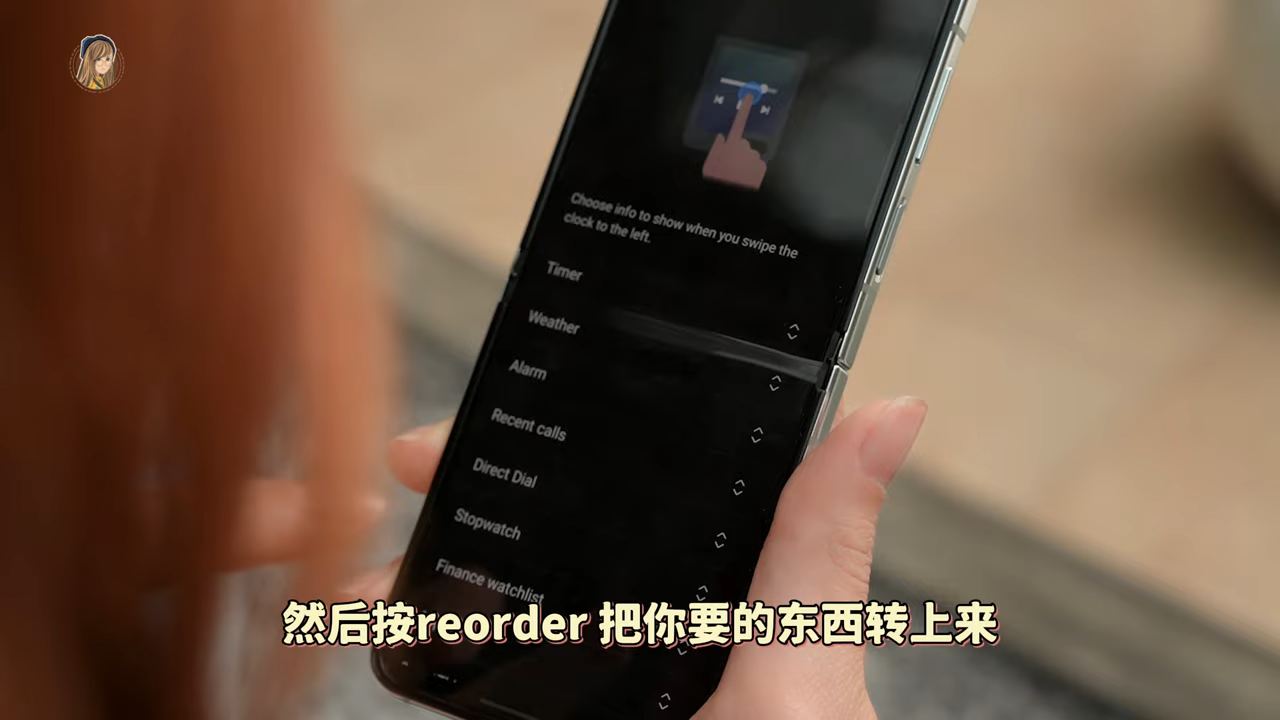 Choose info to show when you swipe the
clock to the left.
Timer
Weather
Alarm
Recent calls
Direct Dial
Stopwatch
Finance watchlist
然后按reorder 把你要的东西转上来